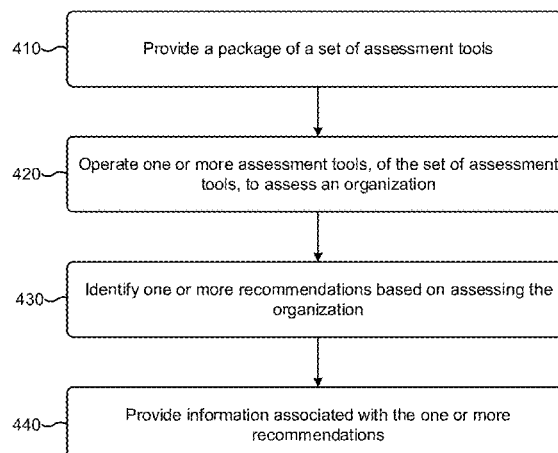 410
Provide a package of a set of assessment tools
420
Operate one or more assessment tools, of the set of assessment
tools, to assess an organization
430
Identify one or more recommendations based on assessing the
organization
440
Provide information associated with the one or more
recommendations